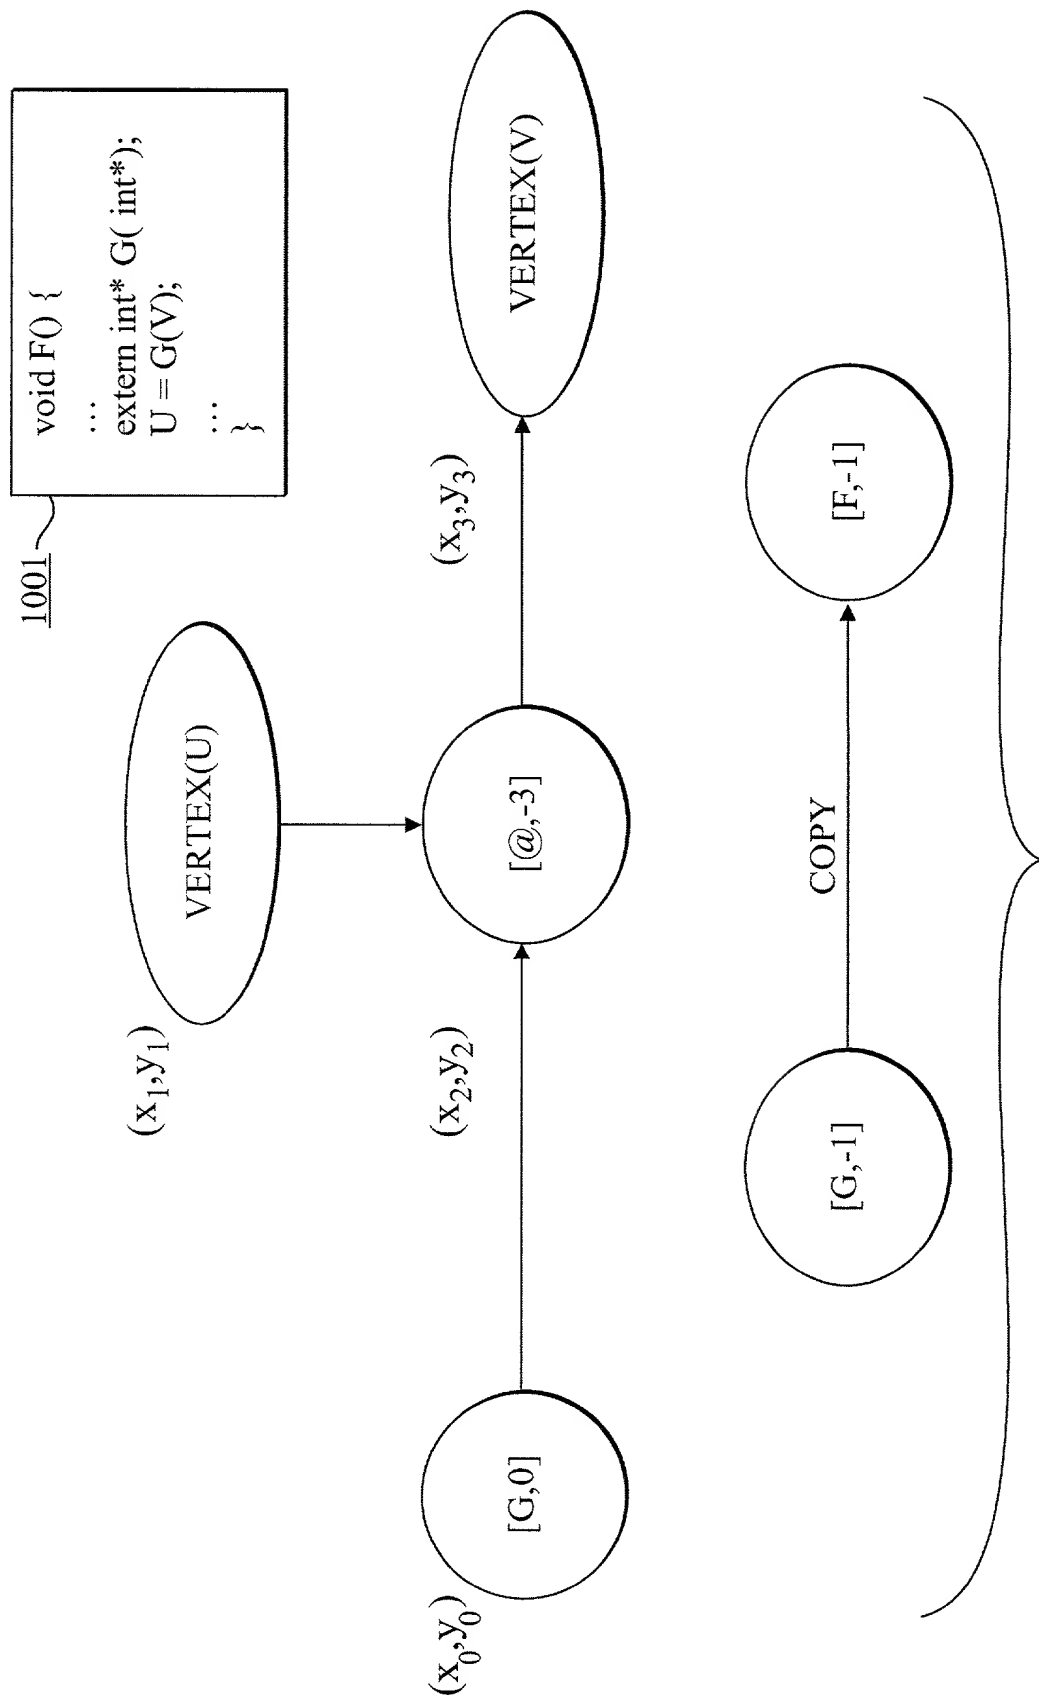 1001
void F() {
...
extern int* G( int*);
U = G(V);
...
}
(x1,y1)
VERTEX(U)
(x0,y0)
[G,0]
(x2,y2)
[@,-3]
(x3,y3)
VERTEX(V)
[G,-1]
COPY
[F,-1]